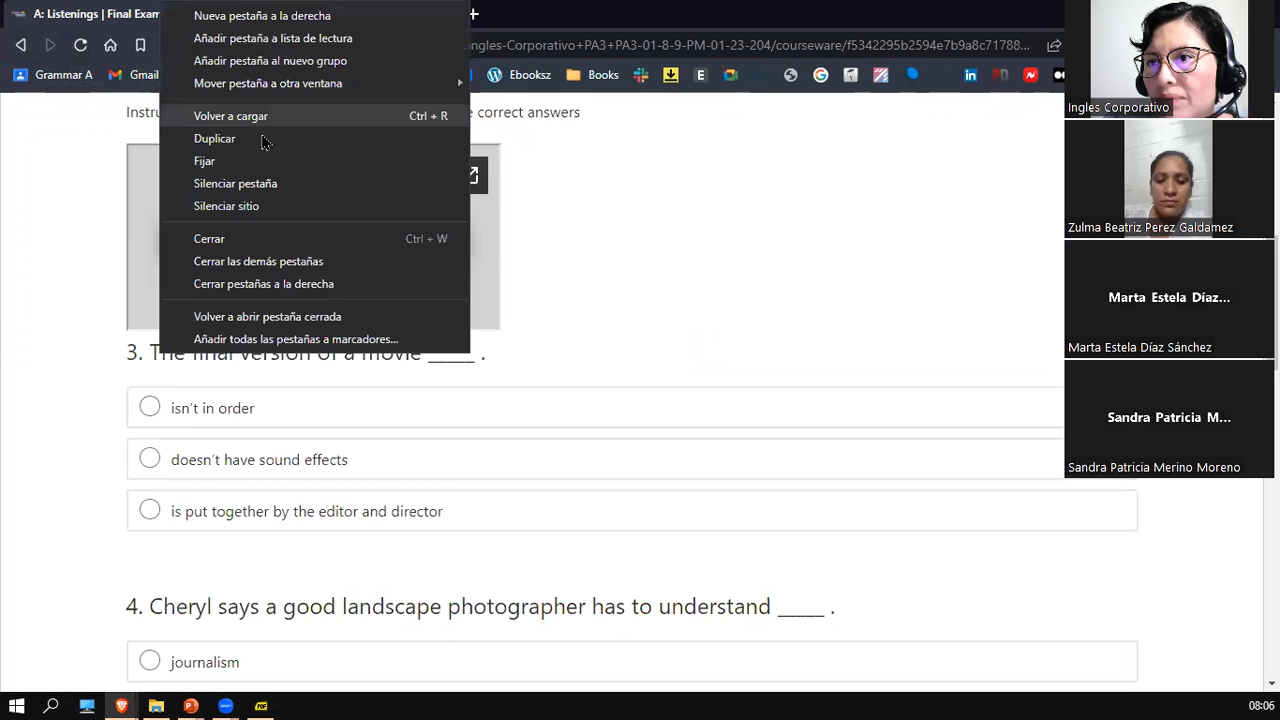 A: Listenings | Final Exam
Nueva pestaña a la derecha
Añadir pestaña a lista de lectura
Añadir pestaña al nuevo grupo
Mover pestaña a otra ventana
Volver a cargar Ctrl + R
Duplicar
Fijar
Silenciar pestaña
Silenciar sitio
Cerrar Ctrl + W
Cerrar las demás pestañas
Cerrar pestañas a la derecha
Volver a abrir pestaña cerrada
Añadir todas las pestañas a marcadores...
ngles-Corporativo+PA3+PA3-01-8-9-PM-01-23-204/courseware/f5342295b2594e7b9a8c71788...
Grammar A
Gmail
Ebooksz
Books
Instru
e correct answers
3. The final version of a movie _____ .
isn't in order
doesn't have sound effects
is put together by the editor and director
4. Cheryl says a good landscape photographer has to understand _____ .
journalism
Ingles Corporativo
Zulma Beatriz Perez Galdamez
Marta Estela Díaz...
Marta Estela Díaz Sánchez
Sandra Patricia M...
Sandra Patricia Merino Moreno
08:06